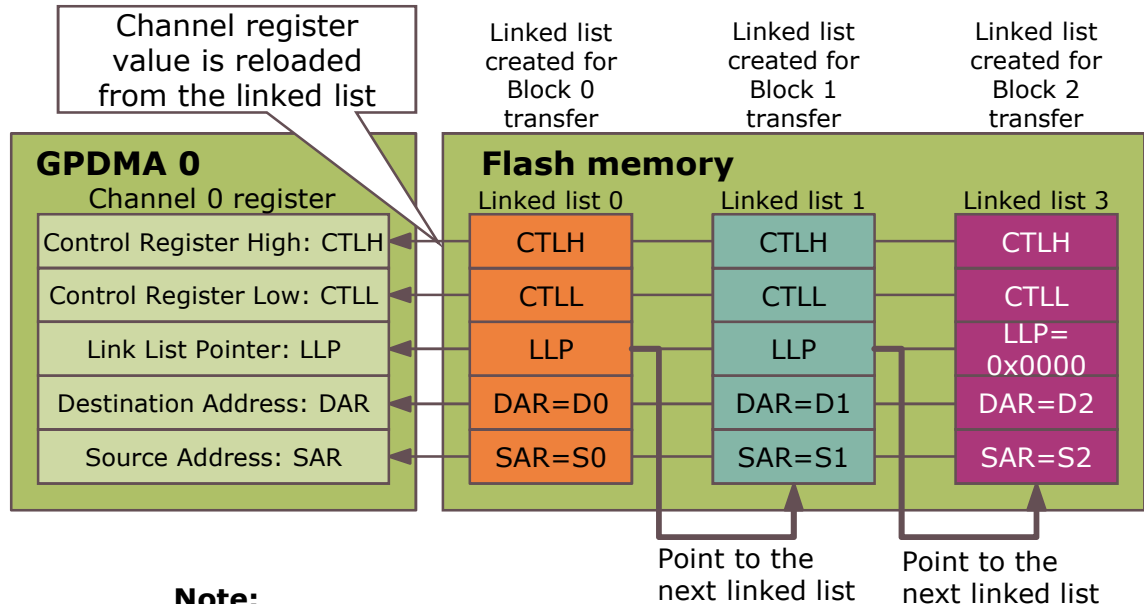 Channel register
value is reloaded
from the linked list
Linked list
created for
Block 0
transfer
Linked list
created for
Block 1
transfer
Linked list
created for
Block 2
transfer
GPDMA 0
Channel 0 register
Control Register High: CTLH
Control Register Low: CTLL
Link List Pointer: LLP
Destination Address: DAR
Source Address: SAR
Flash memory
Linked list 0
CTLH
CTLL
LLP
DAR=D0
SAR=S0
Linked list 1
CTLH
CTLL
LLP
DAR=D1
SAR=S1
Linked list 3
CTLH
CTLL
LLP=
0x0000
DAR=D2
SAR=S2
Point to the
next linked list
Point to the
next linked list
Note: